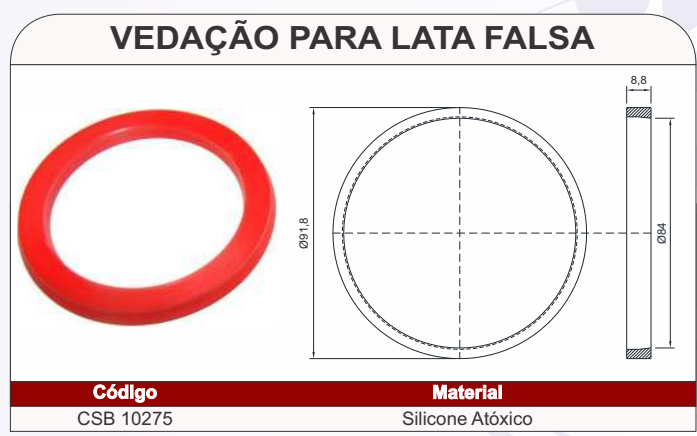 VEDAÇÃO PARA LATA FALSA
8,8
Ø91,8
Ø84
Código Material
CSB 10275 Silicone Atóxico